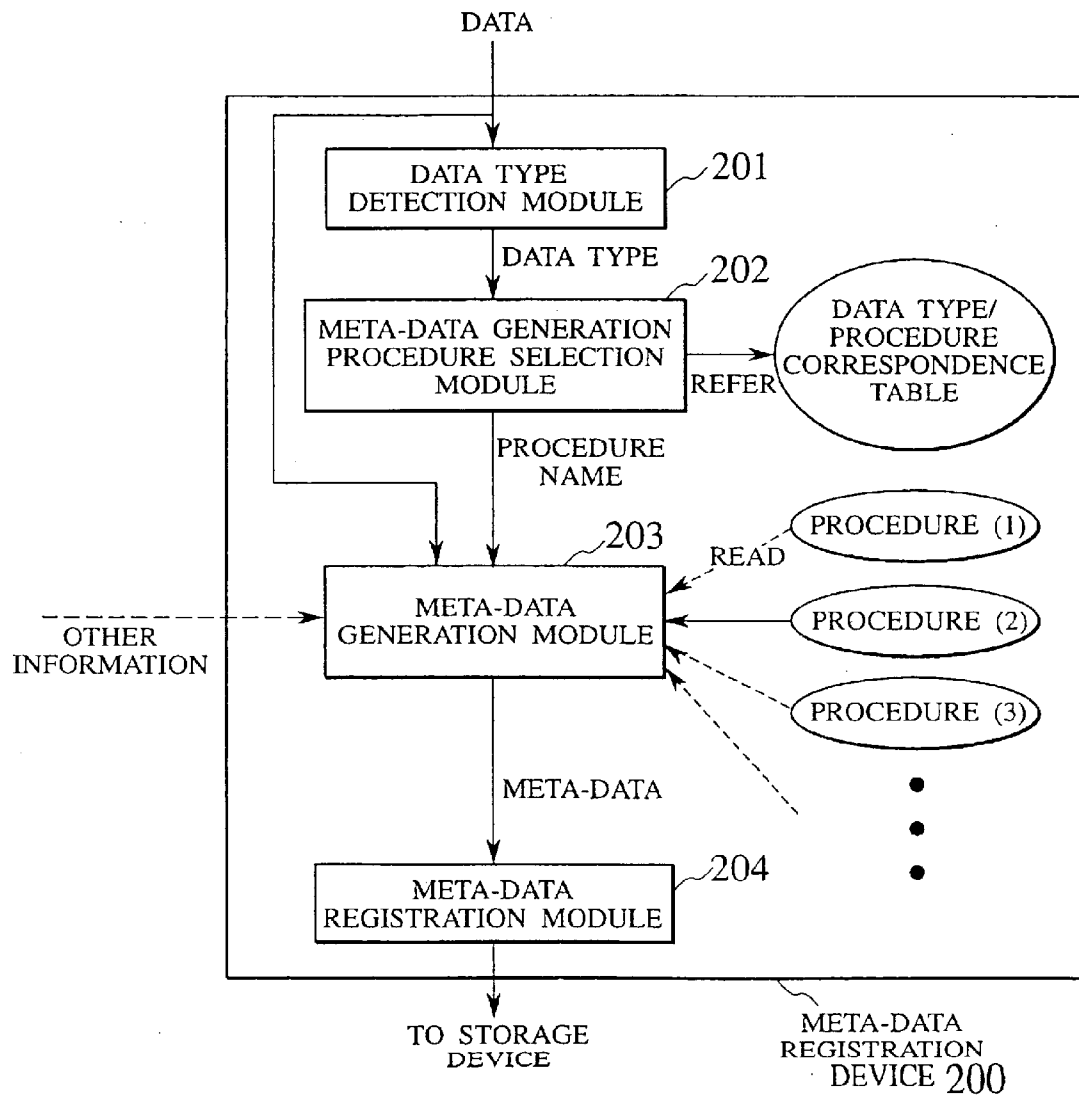 DATA
DATA TYPE
DETECTION MODULE
201
DATA TYPE
202
META-DATA GENERATION
PROCEDURE SELECTION
MODULE
REFER
DATA TYPE/
PROCEDURE
CORRESPONDENCE
TABLE
PROCEDURE
NAME
203
READ
PROCEDURE (1)
META-DATA
GENERATION MODULE
PROCEDURE (2)
OTHER
INFORMATION
PROCEDURE (3)
META-DATA
204
META-DATA
REGISTRATION MODULE
TO STORAGE
DEVICE
META-DATA
REGISTRATION
DEVICE 200